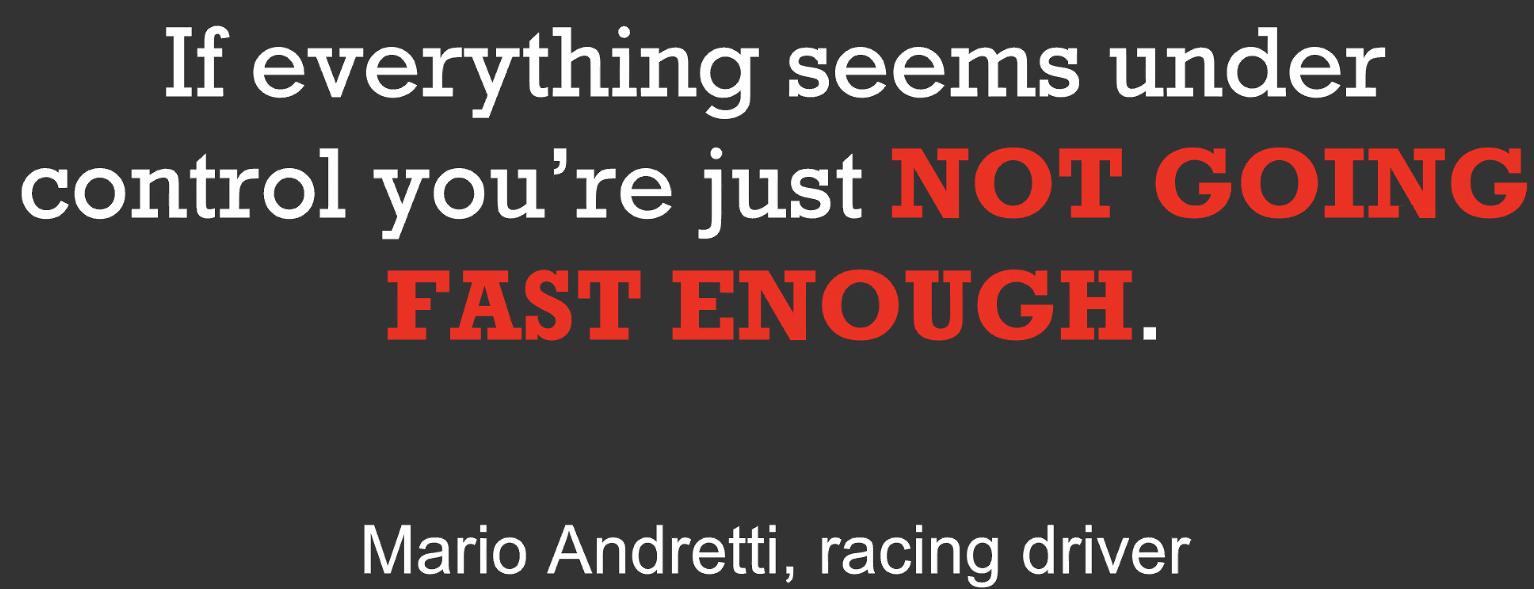 If everything seems under
control you’re just NOT GOING
FAST ENOUGH.
Mario Andretti, racing driver